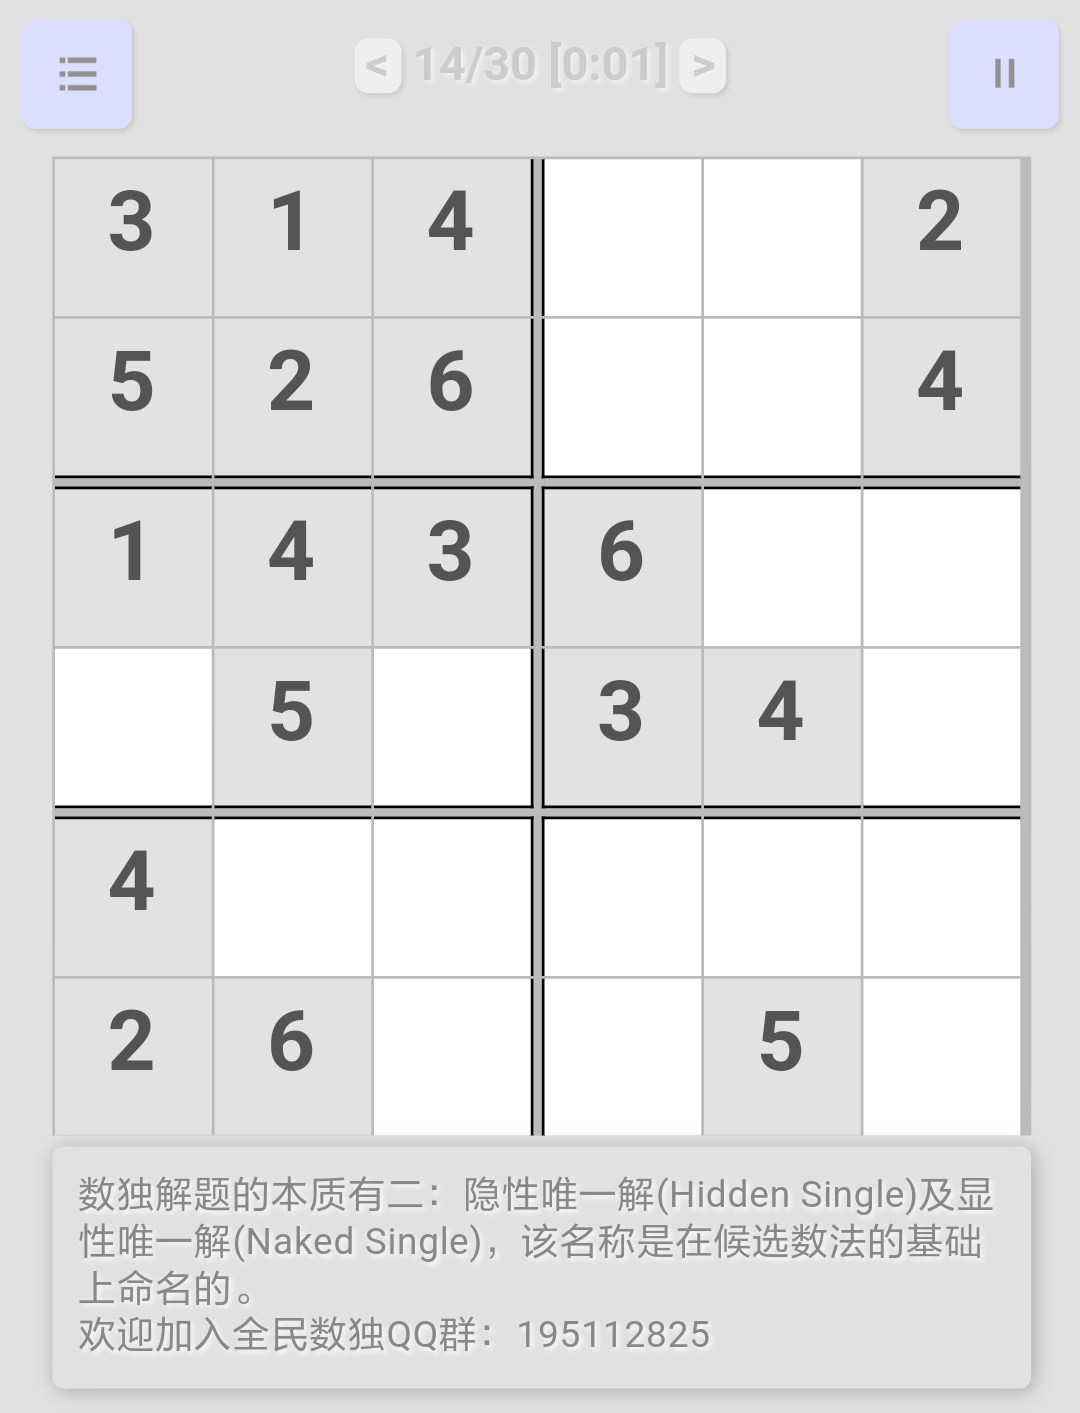 < 14/30 [0:01] >
3 1 4 2
5 2 6 4
1 4 3 6
5 3 4
4
2 6 5
数独解题的本质有二：隐性唯一解(Hidden Single)及显
性唯一解(Naked Single)，该名称是在候选数法的基础
上命名的。
欢迎加入全民数独QQ群：195112825